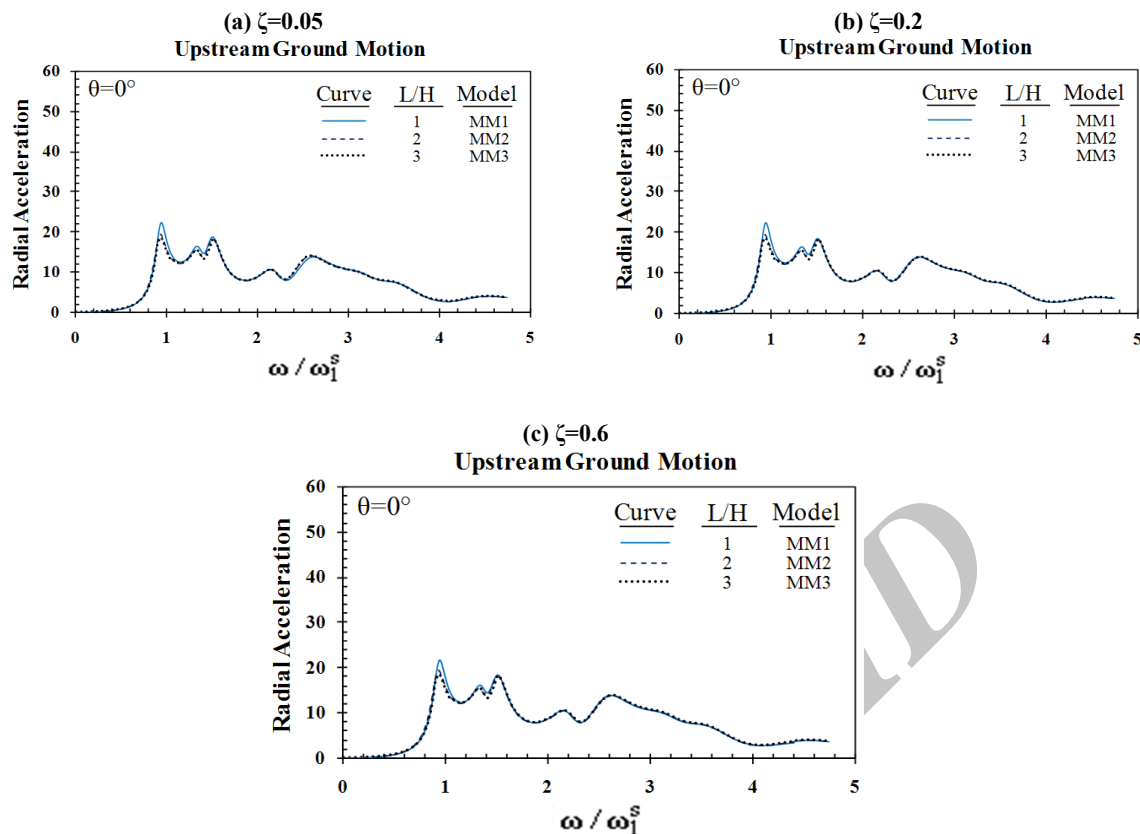 (a) ζ=0.05
Upstream Ground Motion
θ=0°
Curve L/H Model
1 MM1
2 MM2
3 MM3
Radial Acceleration
60
50
40
30
20
10
0
0 1 2 3 4 5
ω / ω₁ˢ
(b) ζ=0.2
Upstream Ground Motion
θ=0°
Curve L/H Model
1 MM1
2 MM2
3 MM3
Radial Acceleration
60
50
40
30
20
10
0
0 1 2 3 4 5
ω / ω₁ˢ
(c) ζ=0.6
Upstream Ground Motion
θ=0°
Curve L/H Model
1 MM1
2 MM2
3 MM3
Radial Acceleration
60
50
40
30
20
10
0
0 1 2 3 4 5
ω / ω₁ˢ